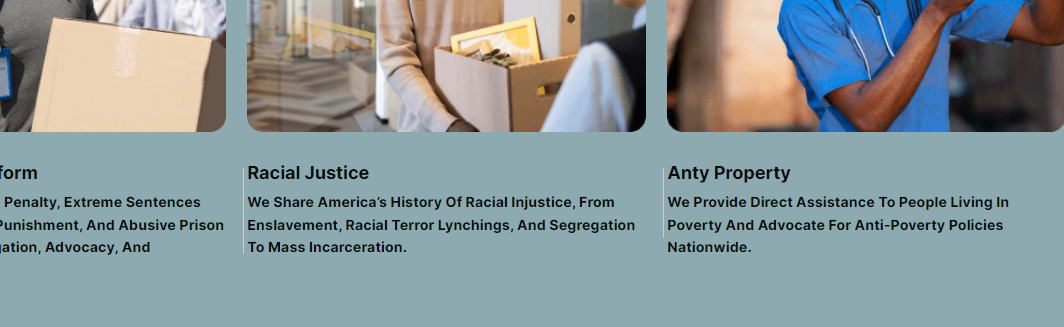 form
Penalty, Extreme Sentences
Punishment, And Abusive Prison
gation, Advocacy, And
Racial Justice
We Share America's History Of Racial Injustice, From
Enslavement, Racial Terror Lynchings, And Segregation
To Mass Incarceration.
Anty Property
We Provide Direct Assistance To People Living In
Poverty And Advocate For Anti-Poverty Policies
Nationwide.